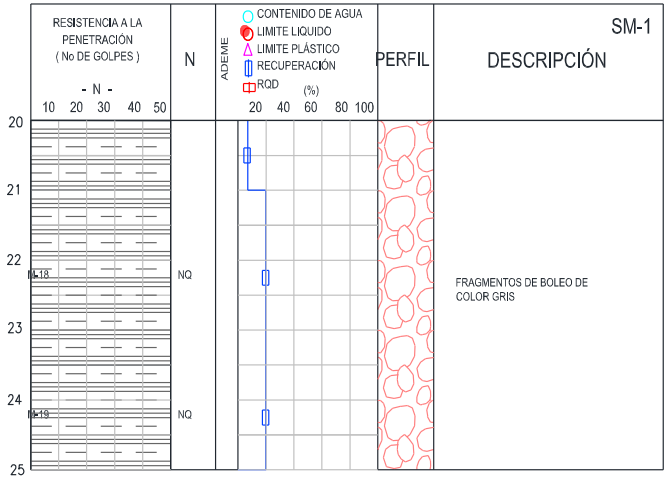 RESISTENCIA A LA
PENETRACIÓN
( No DE GOLPES )
- N -
10 20 30 40 50
N
ADEME
CONTENIDO DE AGUA
LIMITE LIQUIDO
LIMITE PLÁSTICO
RECUPERACIÓN
RQD
(%)
20 40 60 80 100
PERFIL
SM-1
DESCRIPCIÓN
20
21
22
M-18 NQ
FRAGMENTOS DE BOLEO DE
COLOR GRIS
23
24
M-19 NQ
25